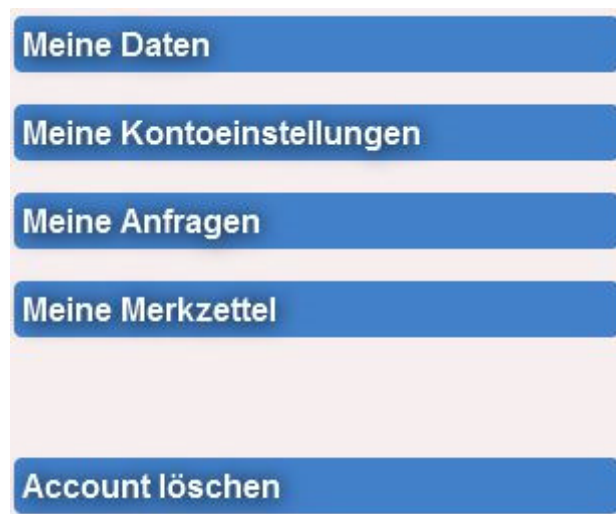 Meine Daten
Meine Kontoeinstellungen
Meine Anfragen
Meine Merkzettel
Account löschen